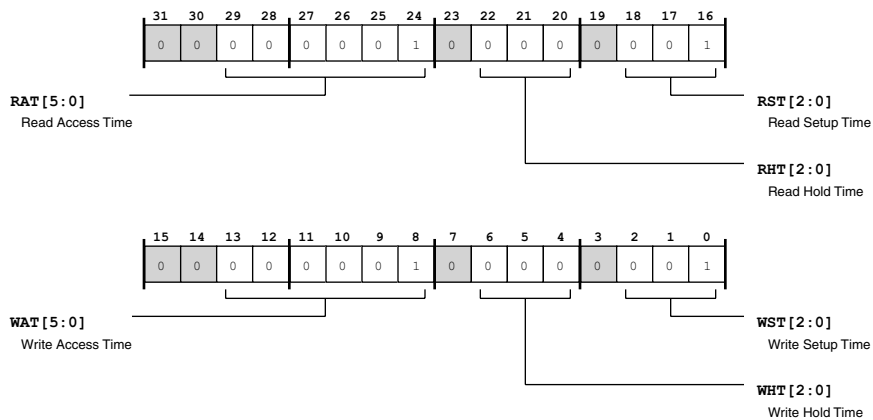 31 30 29 28 27 26 25 24 23 22 21 20 19 18 17 16
0 0 0 0 0 0 0 1 0 0 0 0 0 0 0 1
RAT[5:0]
Read Access Time
RST[2:0]
Read Setup Time
RHT[2:0]
Read Hold Time
15 14 13 12 11 10 9 8 7 6 5 4 3 2 1 0
0 0 0 0 0 0 0 1 0 0 0 0 0 0 0 1
WAT[5:0]
Write Access Time
WST[2:0]
Write Setup Time
WHT[2:0]
Write Hold Time